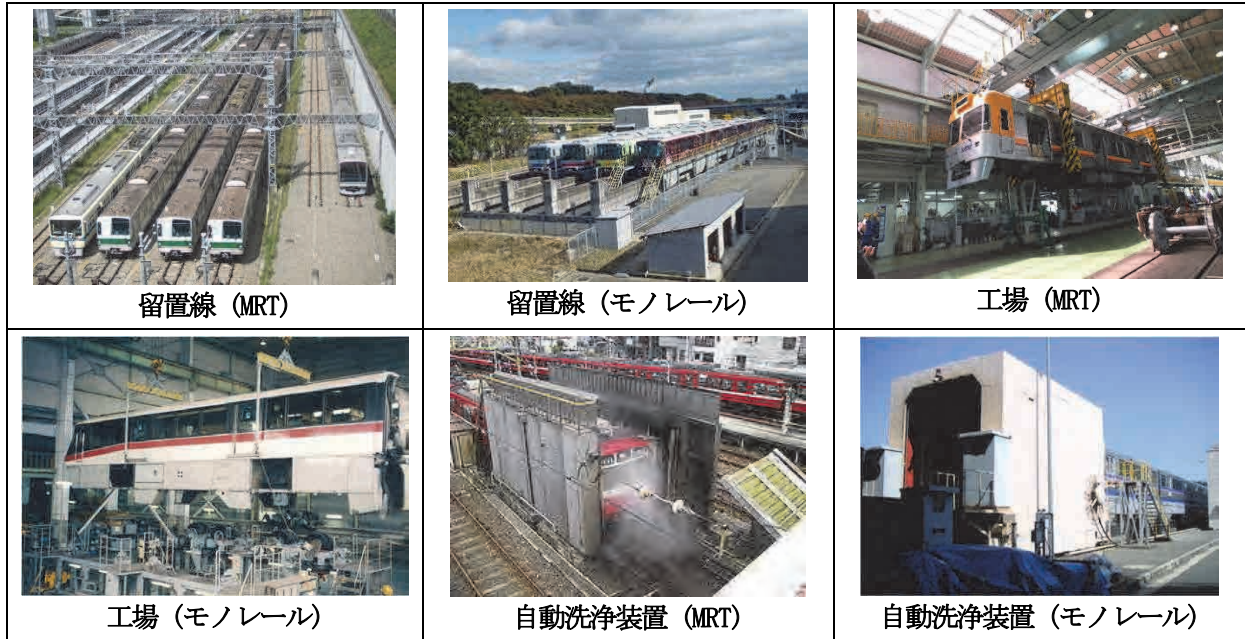 留置線 (MRT)
留置線 (モノレール)
工場 (MRT)
工場 (モノレール)
自動洗浄装置 (MRT)
自動洗浄装置 (モノレール)